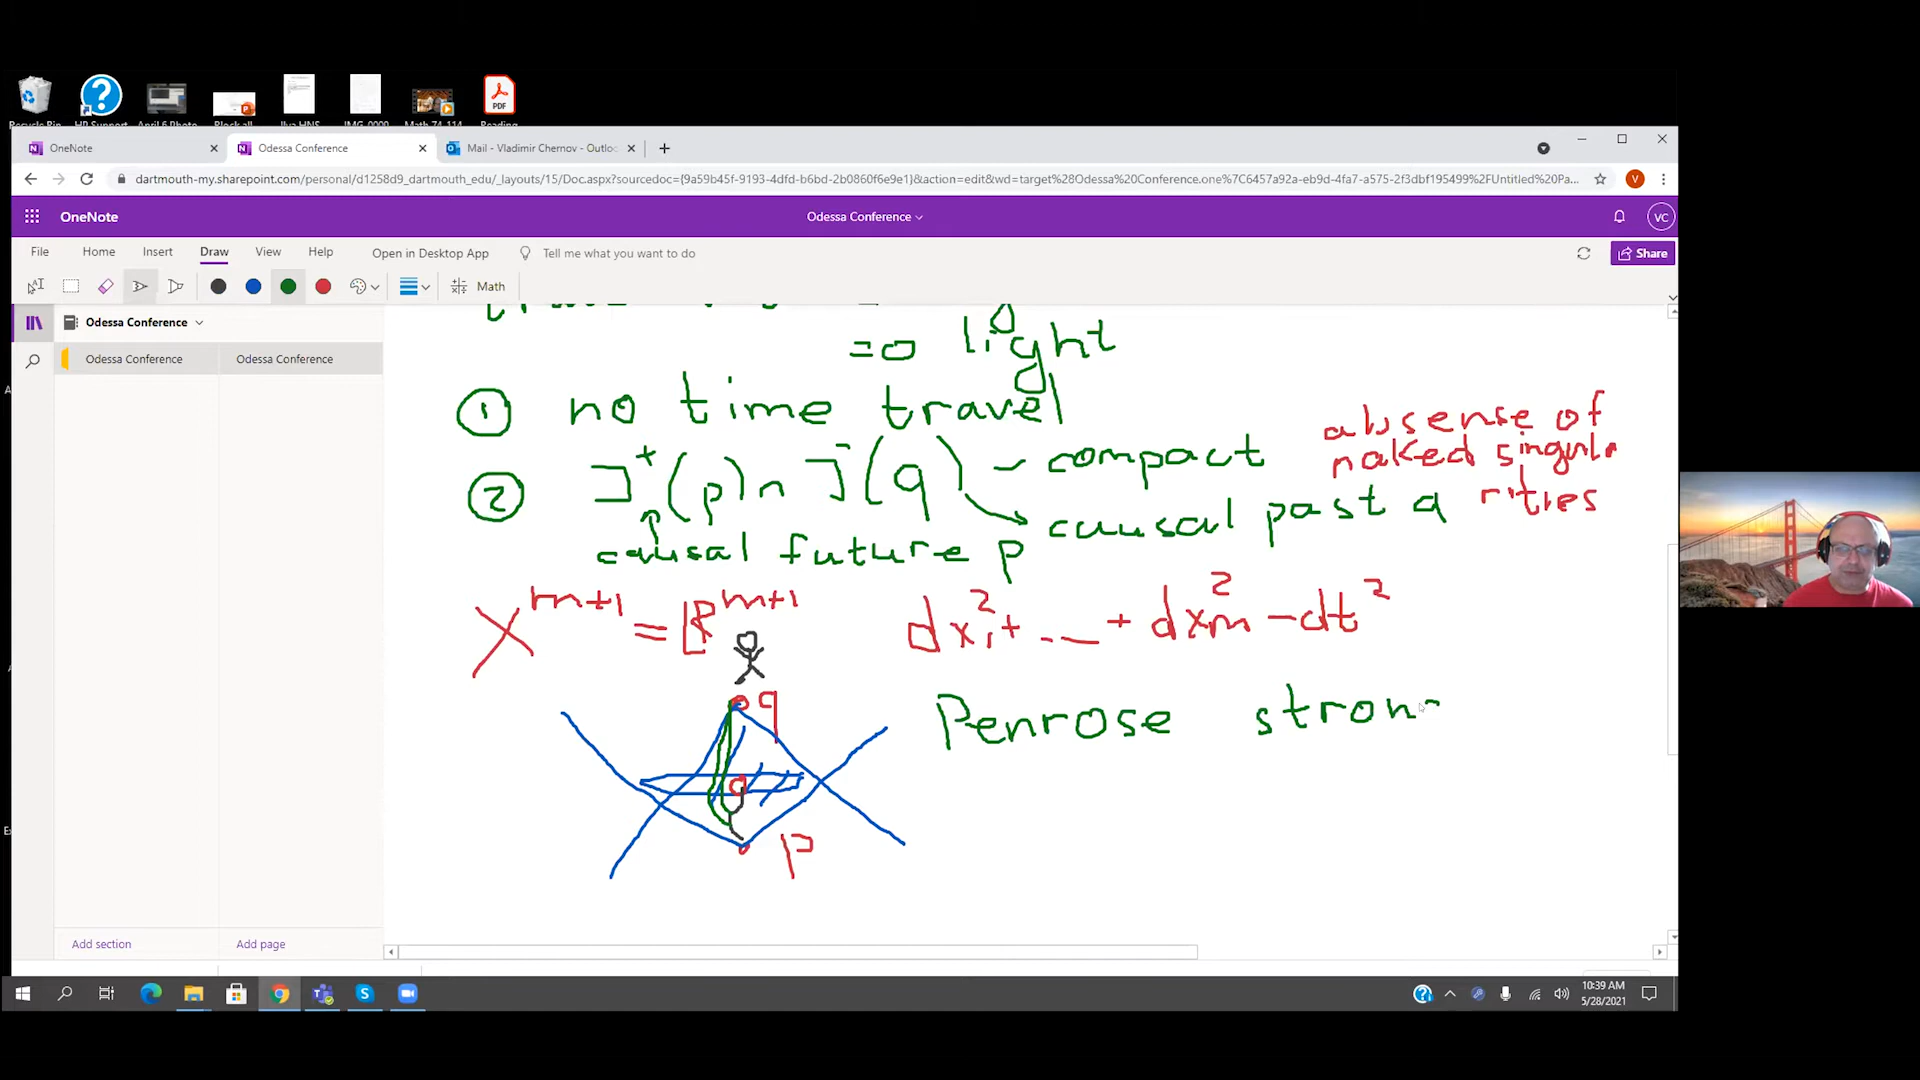 PDF
OneNote
Odessa Conference
Mail - Vladimir Chernov - Outlo
dartmouth-my.sharepoint.com/personal/d1258d9_dartmouth_edu/_layouts/15/Doc.aspx?sourcedoc={9a59b45f-9193-4dfd-b6bd-2b0860f6e9e1}&action=edit&wd=target%28Odessa%20Conference.one%7C6457a92a-eb9d-4fa7-a575-2f3dbf195499%2FUntitled%20Pa...
V
OneNote
Odessa Conference
VC
File Home Insert Draw View Help Open in Desktop App Tell me what you want to do
Share
Math
Odessa Conference
Odessa Conference
Odessa Conference
=0 light
① no time travel
② J⁺(p)∩ J⁻(q) – compact
causal future p
causal past q
absense of
naked singula
rities
X^{m+1} = ℝ^{m+1} dx₁² + ... + dx_m² - dt²
q
p
Penrose stron
Add section
Add page
10:39 AM
5/28/2021